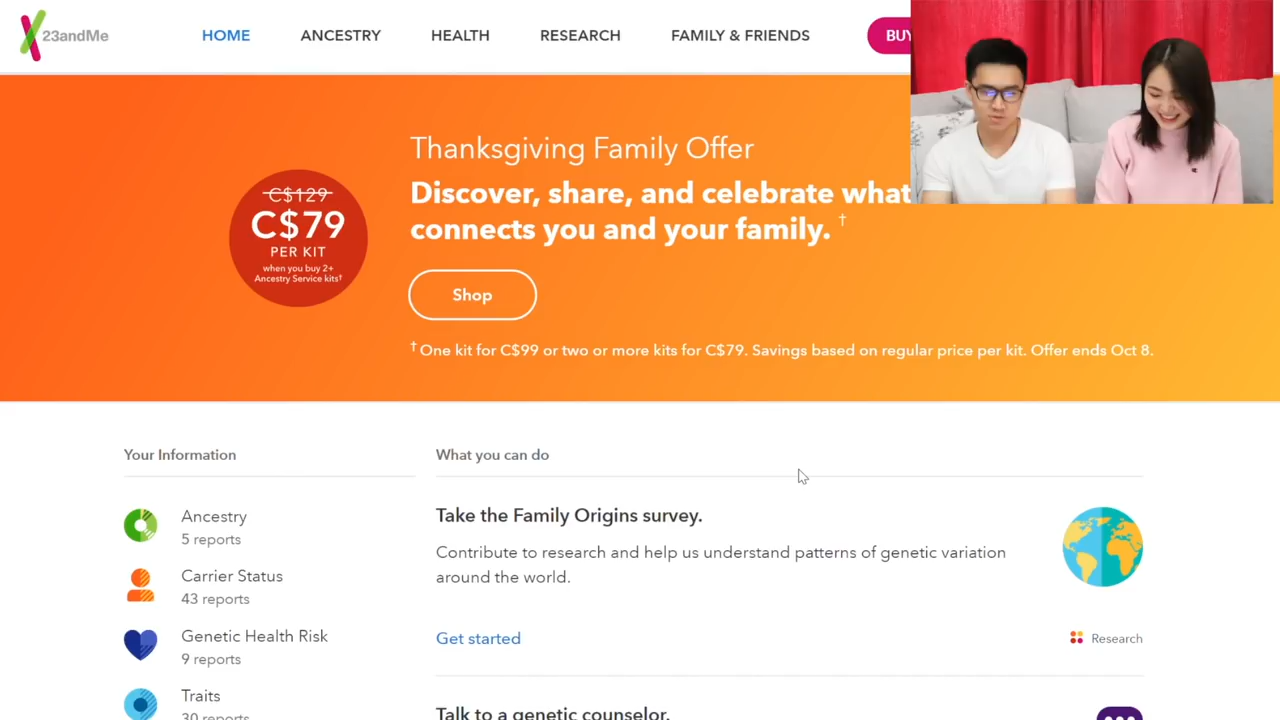 23andMe
HOME
ANCESTRY
HEALTH
RESEARCH
FAMILY & FRIENDS
BUY
C$129
C$79
PER KIT
when you buy 2+
Ancestry Service kits†
Thanksgiving Family Offer
Discover, share, and celebrate what
connects you and your family. †
Shop
† One kit for C$99 or two or more kits for C$79. Savings based on regular price per kit. Offer ends Oct 8.
Your Information
Ancestry
5 reports
Carrier Status
43 reports
Genetic Health Risk
9 reports
Traits
30 reports
What you can do
Take the Family Origins survey.
Contribute to research and help us understand patterns of genetic variation
around the world.
Get started
Research
Talk to a genetic counselor.